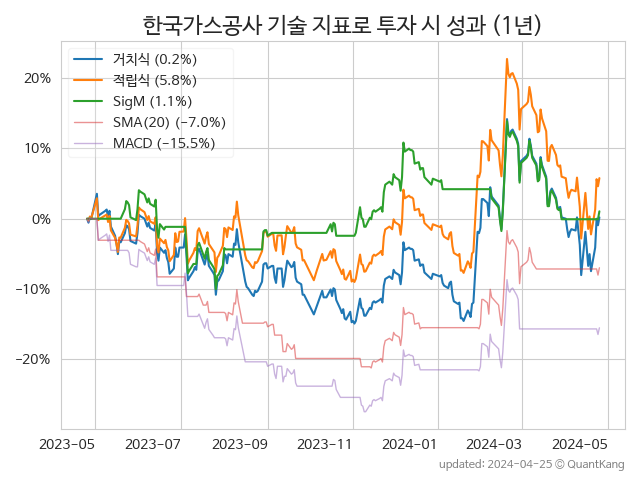 한국가스공사 기술 지표로 투자 시 성과 (1년)
거치식 (0.2%)
적립식 (5.8%)
SigM (1.1%)
SMA(20) (−7.0%)
MACD (−15.5%)
20%
10%
0%
−10%
−20%
2023−05 2023−07 2023−09 2023−11 2024−01 2024−03 2024−05
updated: 2024-04-25 © QuantKang